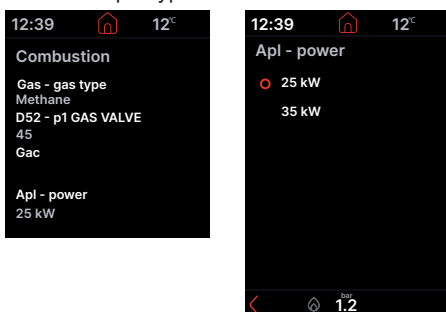 12:39 12°C
Combustion
Gas - gas type
Methane
D52 - p1 GAS VALVE
45
Gac
Apl - power
25 kW
12:39 12°C
Apl - power
25 kW
35 kW
bar
1.2